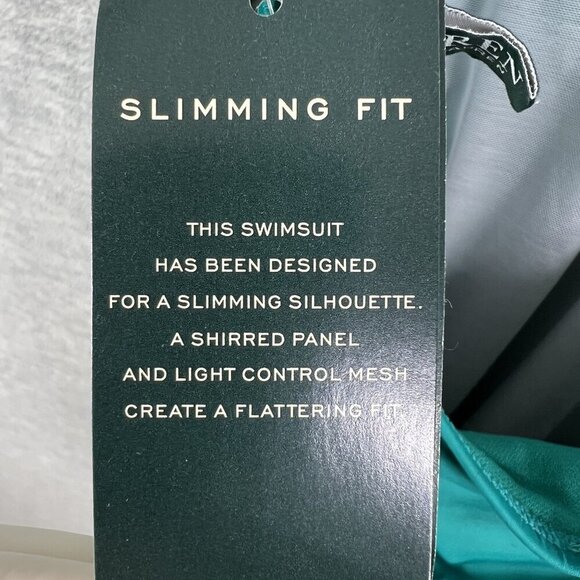 SLIMMING FIT
THIS SWIMSUIT
HAS BEEN DESIGNED
FOR A SLIMMING SILHOUETTE.
A SHIRRED PANEL
AND LIGHT CONTROL MESH
CREATE A FLATTERING FIT.